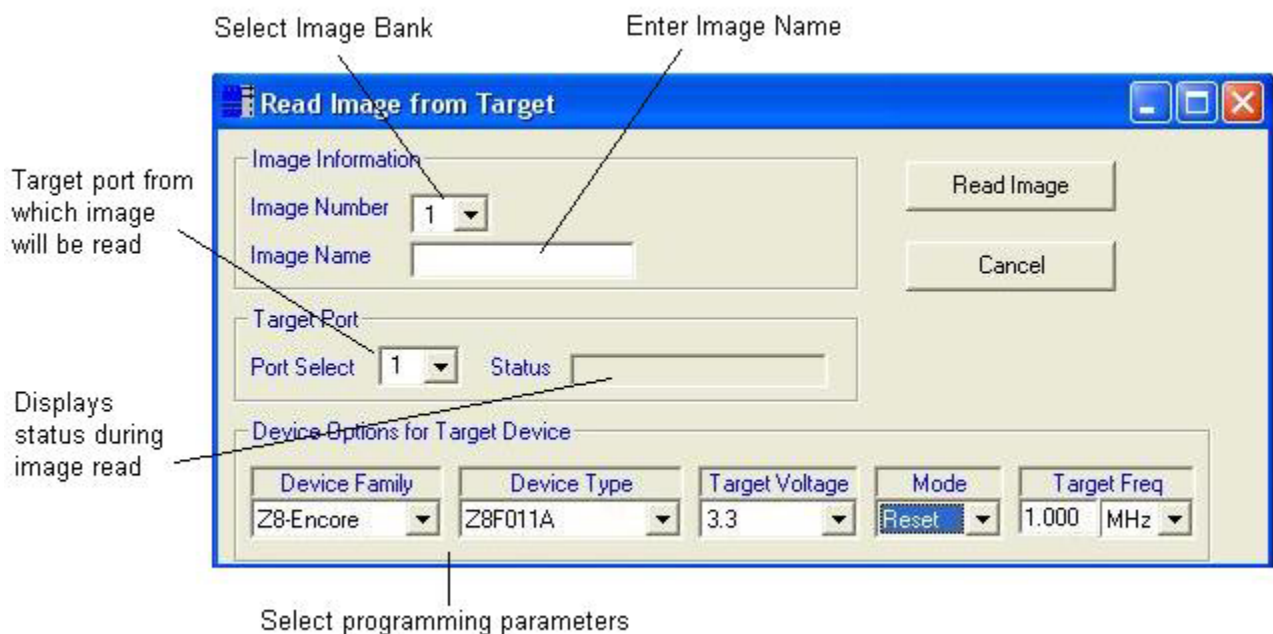 Select Image Bank
Enter Image Name
Read Image from Target
Target port from
which image
will be read
Image Information
Image Number 1
Image Name
Read Image
Cancel
Target Port
Port Select 1 Status
Displays
status during
image read
Device Options for Target Device
Device Family Device Type Target Voltage Mode Target Freq
Z8-Encore Z8F011A 3.3 Reset 1.000 MHz
Select programming parameters